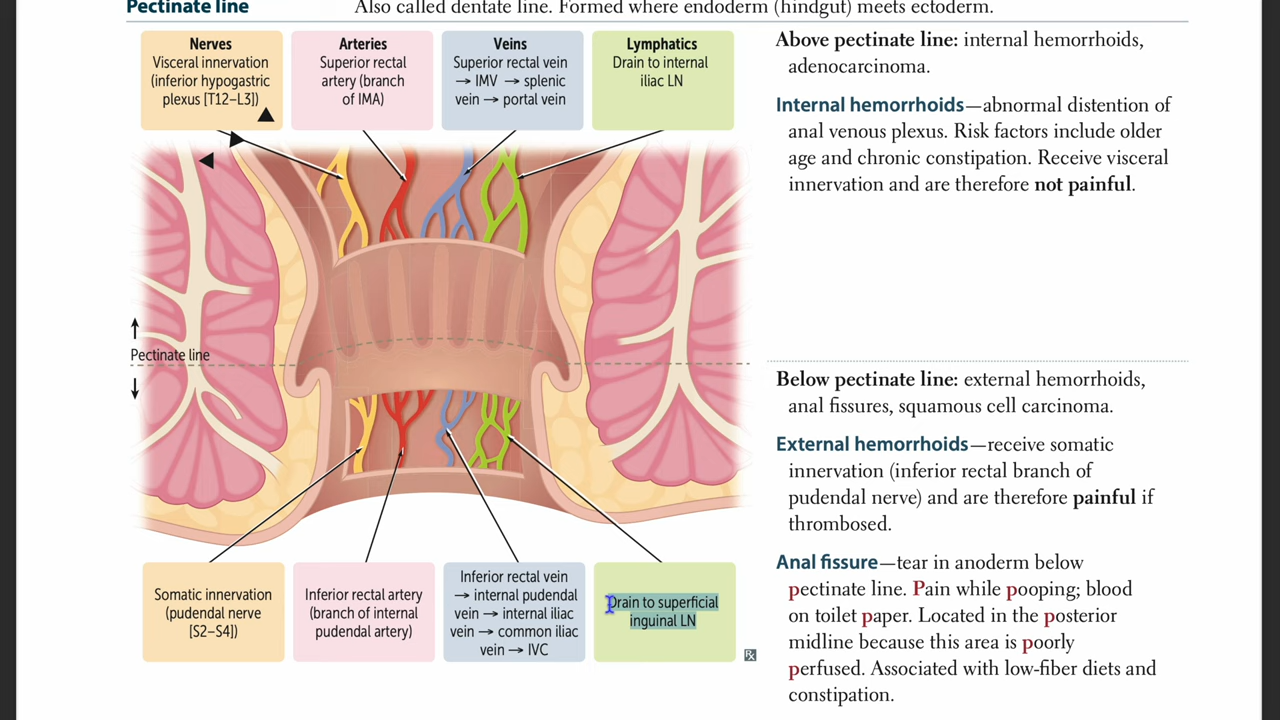 Pectinate line
Also called dentate line. Formed where endoderm (hindgut) meets ectoderm.
Nerves
Visceral innervation
(inferior hypogastric
plexus [T12–L3])
Arteries
Superior rectal
artery (branch
of IMA)
Veins
Superior rectal vein
→ IMV → splenic
vein → portal vein
Lymphatics
Drain to internal
iliac LN
Pectinate line
Somatic innervation
(pudendal nerve
[S2–S4])
Inferior rectal artery
(branch of internal
pudendal artery)
Inferior rectal vein
→ internal pudendal
vein → internal iliac
vein → common iliac
vein → IVC
Drain to superficial
inguinal LN
Rx
Above pectinate line: internal hemorrhoids,
adenocarcinoma.
Internal hemorrhoids—abnormal distention of
anal venous plexus. Risk factors include older
age and chronic constipation. Receive visceral
innervation and are therefore not painful.
Below pectinate line: external hemorrhoids,
anal fissures, squamous cell carcinoma.
External hemorrhoids—receive somatic
innervation (inferior rectal branch of
pudendal nerve) and are therefore painful if
thrombosed.
Anal fissure—tear in anoderm below
pectinate line. Pain while pooping; blood
on toilet paper. Located in the posterior
midline because this area is poorly
perfused. Associated with low-fiber diets and
constipation.